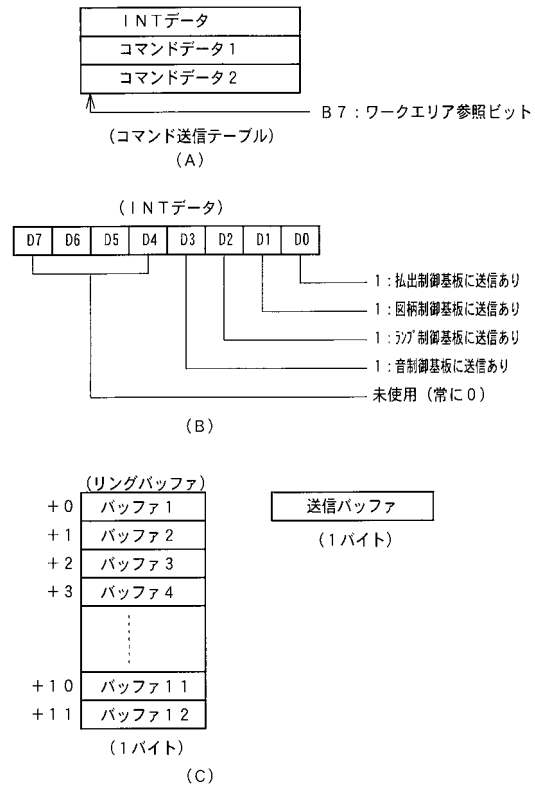 INTデータ
コマンドデータ1
コマンドデータ2
B7:ワークエリア参照ビット
(コマンド送信テーブル)
(A)
(INTデータ)
D7 D6 D5 D4 D3 D2 D1 D0
1:払出制御基板に送信あり
1:図柄制御基板に送信あり
1:ランプ制御基板に送信あり
1:音制御基板に送信あり
未使用(常に0)
(B)
(リングバッファ)
+0 バッファ1
+1 バッファ2
+2 バッファ3
+3 バッファ4
+10 バッファ11
+11 バッファ12
(1バイト)
送信バッファ
(1バイト)
(C)